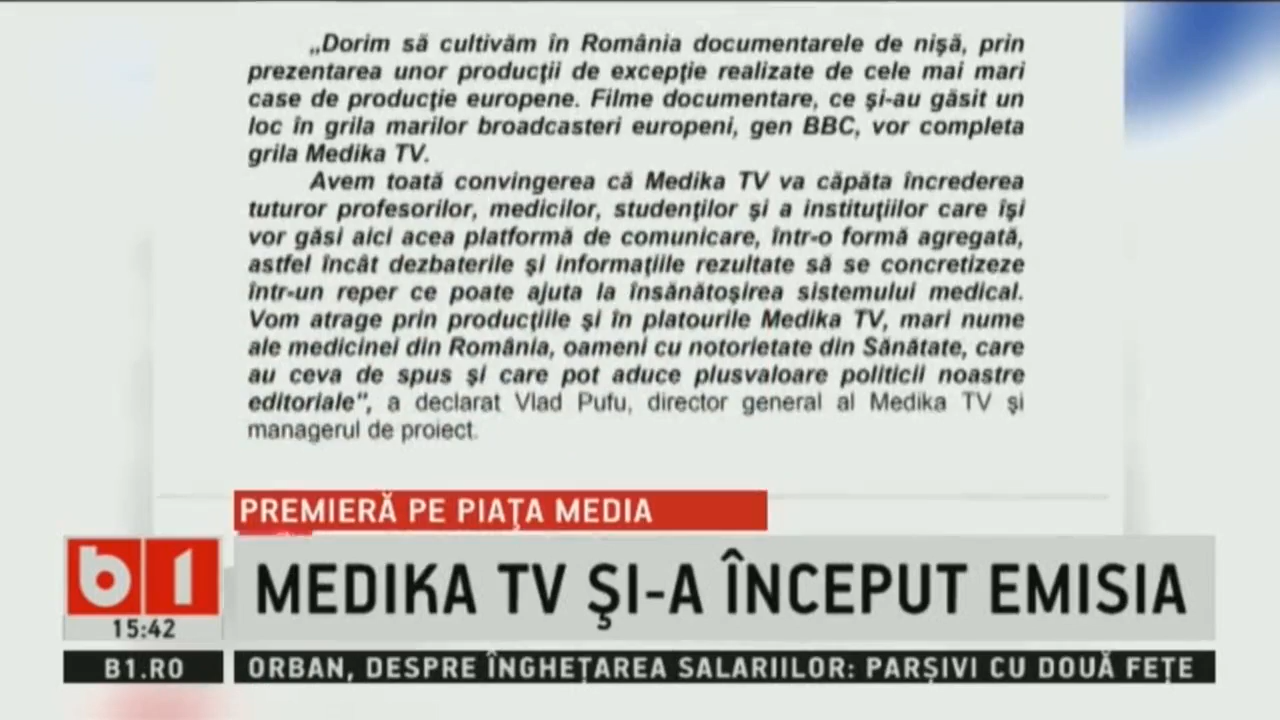 „Dorim să cultivăm în România documentarele de nişă, prin
prezentarea unor producţii de excepţie realizate de cele mai mari
case de producţie europene. Filme documentare, ce şi-au găsit un
loc în grila marilor broadcasteri europeni, gen BBC, vor completa
grila Medika TV.
Avem toată convingerea că Medika TV va căpăta încrederea
tuturor profesorilor, medicilor, studenţilor şi a instituţiilor care îşi
vor găsi aici acea platformă de comunicare, într-o formă agregată,
astfel încât dezbaterile şi informaţiile rezultate să se concretizeze
într-un reper ce poate ajuta la însănătoşirea sistemului medical.
Vom atrage prin producţiile şi în platourile Medika TV, mari nume
ale medicinei din România, oameni cu notorietate din Sănătate, care
au ceva de spus şi care pot aduce plusvaloare politicii noastre
editoriale", a declarat Vlad Pufu, director general al Medika TV şi
managerul de proiect.
PREMIERĂ PE PIAŢA MEDIA
b1
MEDIKA TV ŞI-A ÎNCEPUT EMISIA
15:42
B1.RO
ORBAN, DESPRE ÎNGHEŢAREA SALARIILOR: PARŞIVI CU DOUĂ FEŢE